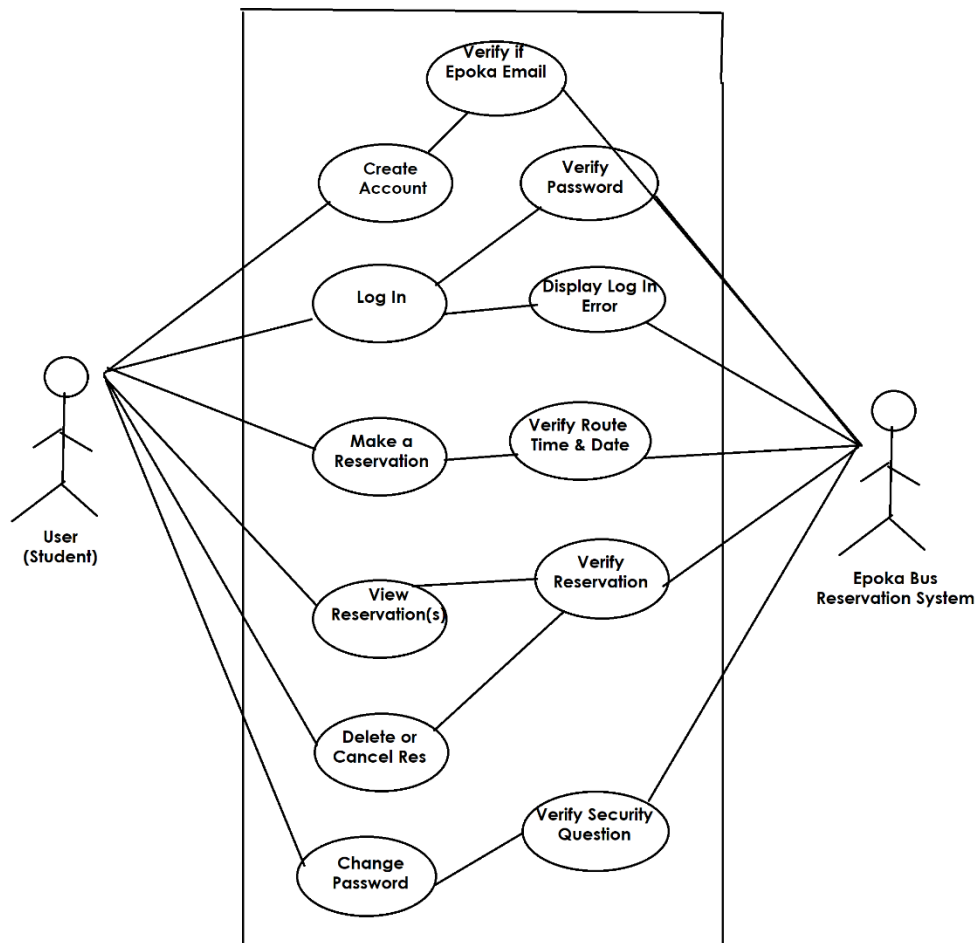 Verify if
Epoka Email
Create
Account
Verify
Password
Log In
Display Log In
Error
Make a
Reservation
Verify Route
Time & Date
User
(Student)
View
Reservation(s)
Verify
Reservation
Epoka Bus
Reservation System
Delete or
Cancel Res
Verify Security
Question
Change
Password